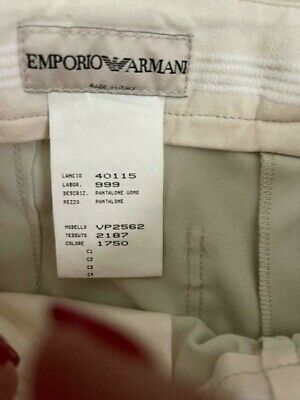 EMPORIO ARMANI
MADE IN ITALY
LANCIO 40115
LABOR. 999
DESCRIZ. PANTALONE UOMO
PEZZO PANTALONE
MODELLO VP2562
TESSUTO 2187
COLORE 1750
C1
C2
C3
C4